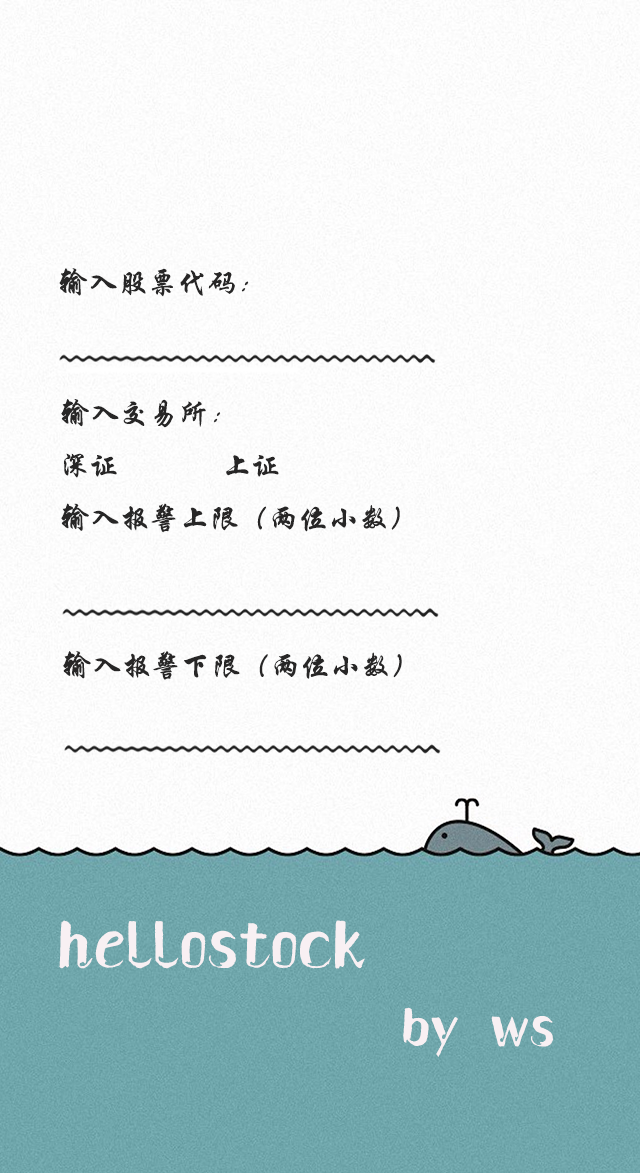 输入股票代码：
输入交易所：
深证 上证
输入报警上限（两位小数）
输入报警下限（两位小数）
hellostock
by ws